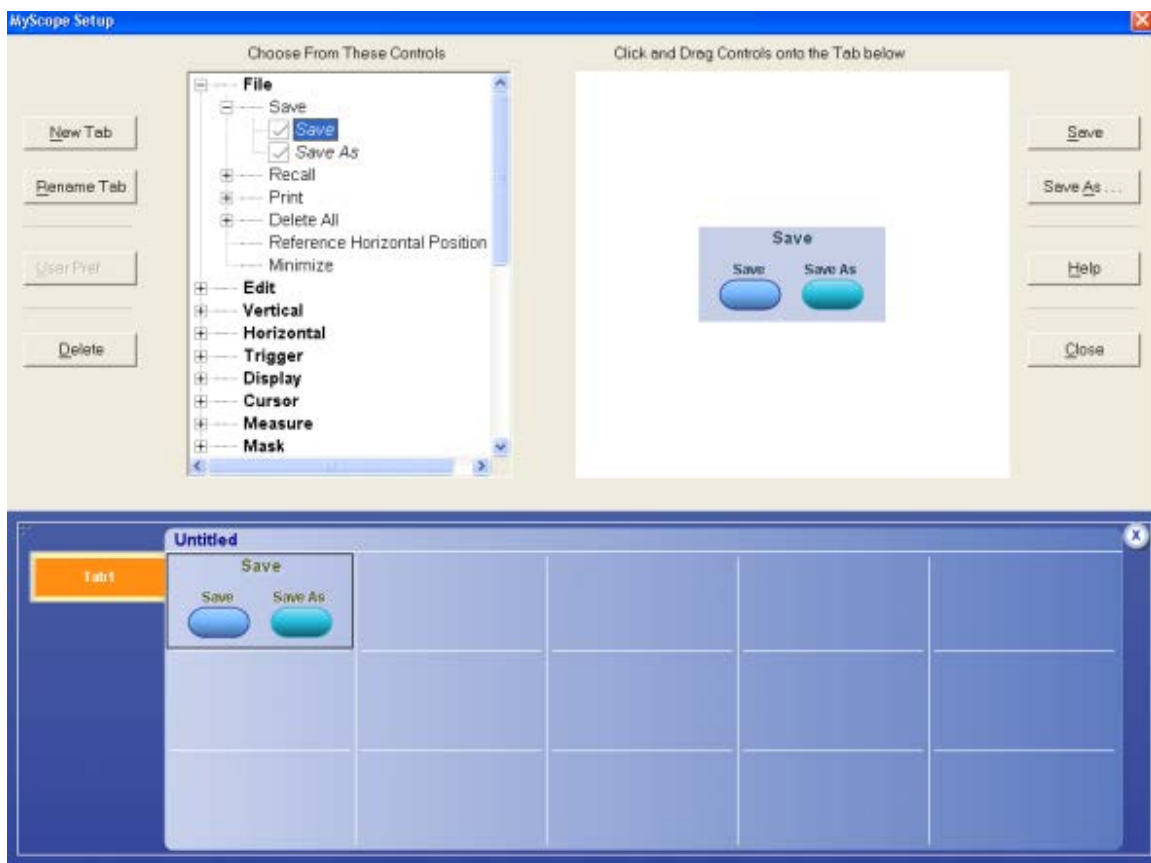 MyScope Setup
Choose From These Controls
Click and Drag Controls onto the Tab below
New Tab
Rename Tab
User Pref
Delete
File
Save
Save
Save As
Recall
Print
Delete All
Reference Horizontal Position
Minimize
Edit
Vertical
Horizontal
Trigger
Display
Cursor
Measure
Mask
Save
Save Save As
Save
Save As ...
Help
Close
Untitled
X
Tab1
Save
Save Save As